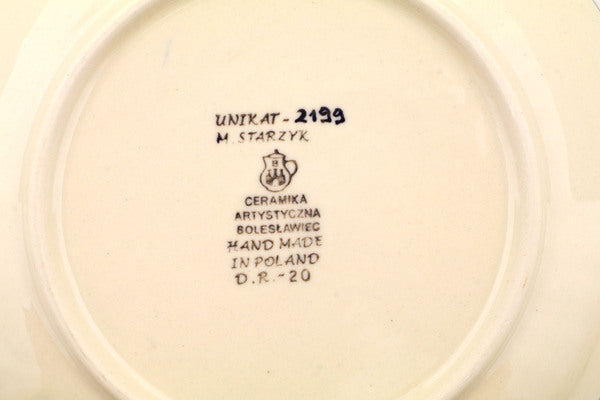 UNIKAT - 2199
M. STARZYK
B
CERAMIKA
ARTYSTYCZNA
BOLESŁAWIEC
HAND MADE
IN POLAND
D.R.-20